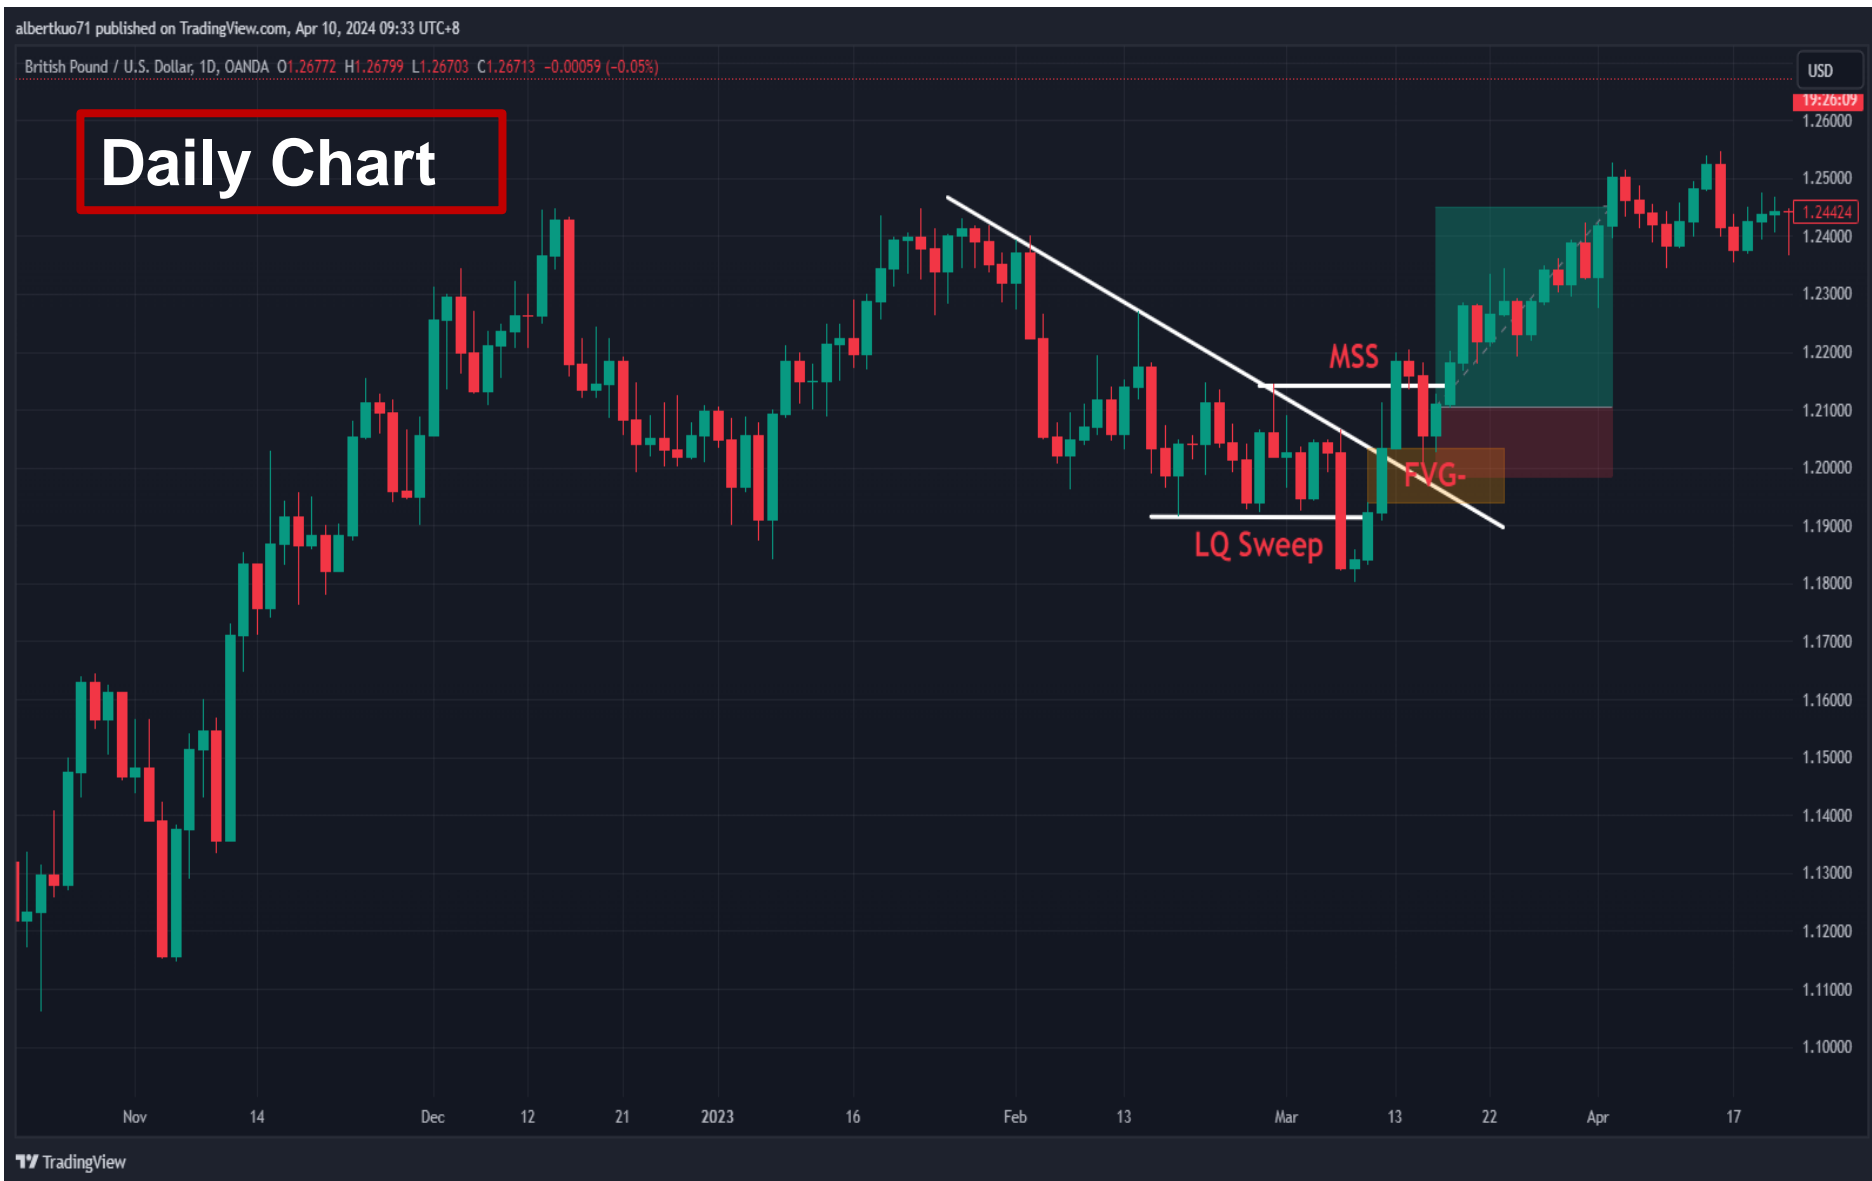 albertkuo71 published on TradingView.com, Apr 10, 2024 09:33 UTC+8
British Pound / U.S. Dollar, 1D, OANDA O1.26772 H1.26799 L1.26703 C1.26713 −0.00059 (−0.05%)
USD
19:26:09
1.26000
Daily Chart
1.25000
1.24424
1.24000
1.23000
MSS
1.22000
1.21000
1.20000
FVG-
1.19000
LQ Sweep
1.18000
1.17000
1.16000
1.15000
1.14000
1.13000
1.12000
1.11000
1.10000
Nov 14 Dec 12 21 2023 16 Feb 13 Mar 13 22 Apr 17
TradingView